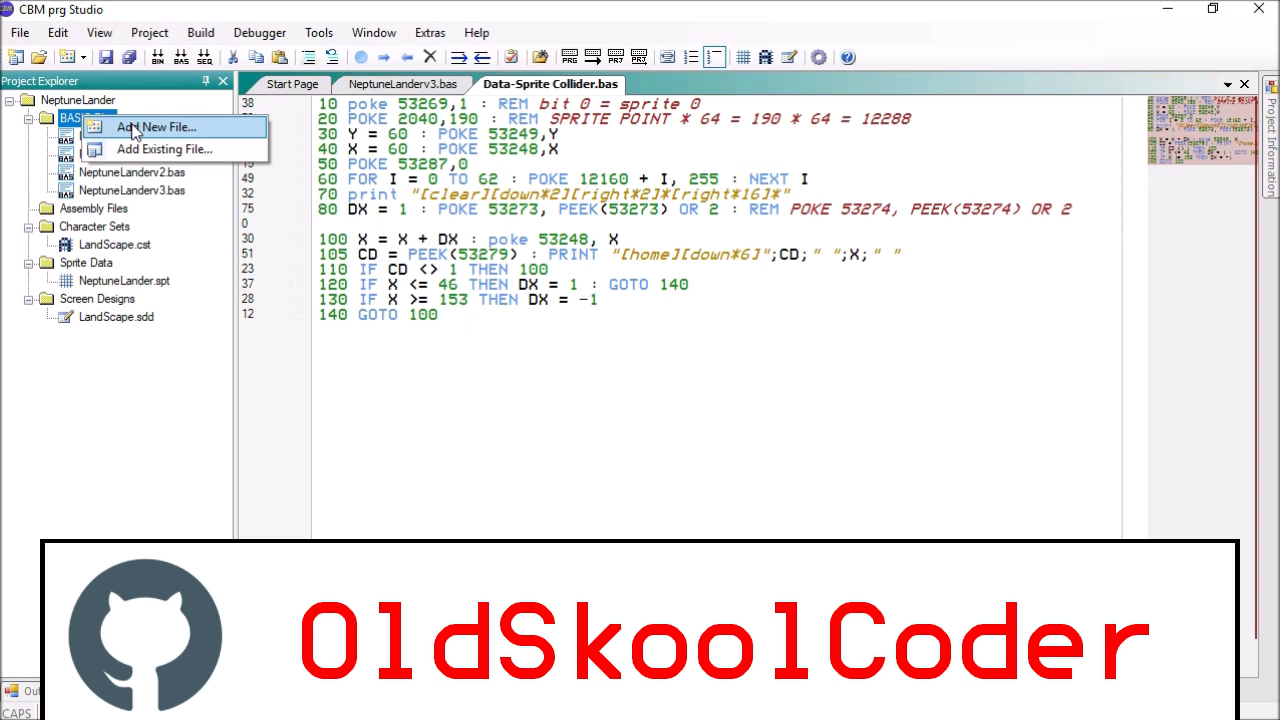 CBM prg Studio
File Edit View Project Build Debugger Tools Window Extras Help
BIN BAS SEQ PRG PRG PRJ PRJ
Project Explorer
Start Page NeptuneLanderv3.bas Data-Sprite Collider.bas
NeptuneLander
Add New File...
Add Existing File...
NeptuneLanderv2.bas
NeptuneLanderv3.bas
Assembly Files
Character Sets
LandScape.cst
Sprite Data
NeptuneLander.spt
Screen Designs
LandScape.sdd
38 10 poke 53269,1 : REM bit 0 = sprite 0
20 POKE 2040,190 : REM SPRITE POINT * 64 = 190 * 64 = 12288
30 Y = 60 : POKE 53249,Y
40 X = 60 : POKE 53248,X
50 POKE 53287,0
49 60 FOR I = 0 TO 62 : POKE 12160 + I, 255 : NEXT I
32 70 print "[clear][down*2][right*2]*[right*16]*"
75 80 DX = 1 : POKE 53273, PEEK(53273) OR 2 : REM POKE 53274, PEEK(53274) OR 2
0
30 100 X = X + DX : poke 53248, X
51 105 CD = PEEK(53279) : PRINT "[home][down*6]";CD;" ";X;" "
23 110 IF CD <> 1 THEN 100
37 120 IF X <= 46 THEN DX = 1 : GOTO 140
28 130 IF X >= 153 THEN DX = -1
12 140 GOTO 100
Project Properties
OldSkoolCoder
CAPS